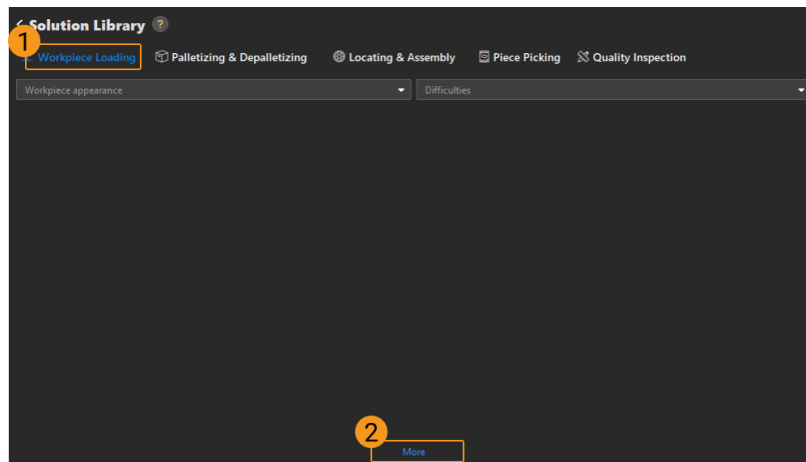 Solution Library ?
1
Workpiece Loading Palletizing & Depalletizing Locating & Assembly Piece Picking Quality Inspection
Workpiece appearance Difficulties
2
More